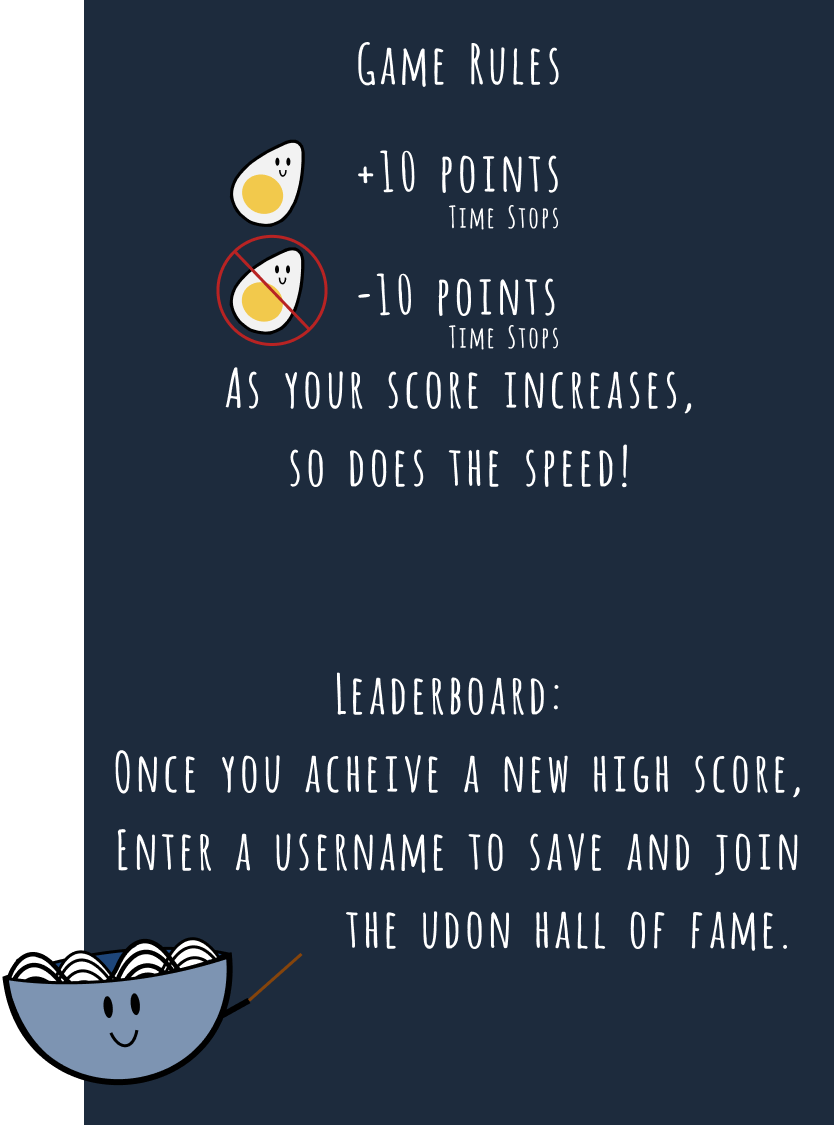 Game Rules
+10 points
Time Stops
-10 points
Time Stops
As your score increases,
so does the speed!
Leaderboard:
Once you acheive a new high score,
Enter a username to save and join
the udon hall of fame.